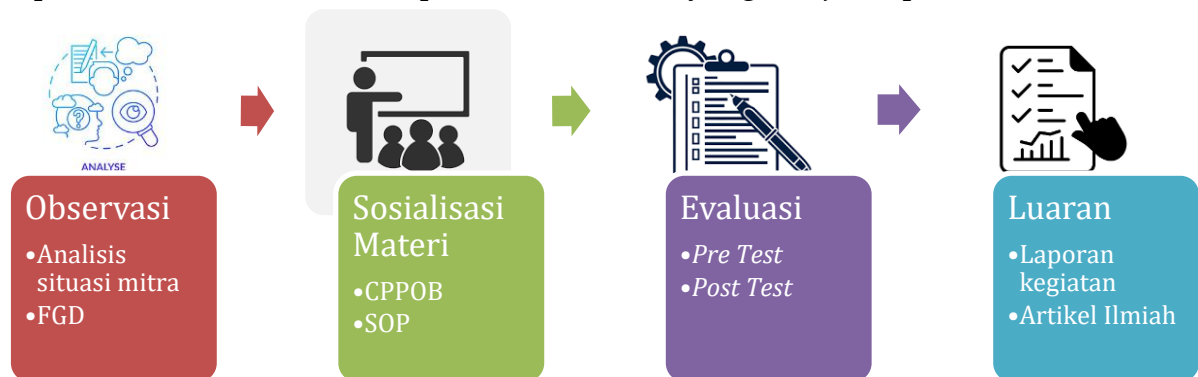 ANALYSE
Observasi
•Analisis
situasi mitra
•FGD
Sosialisasi
Materi
•CPPOB
•SOP
Evaluasi
•Pre Test
•Post Test
Luaran
•Laporan
kegiatan
•Artikel Ilmiah